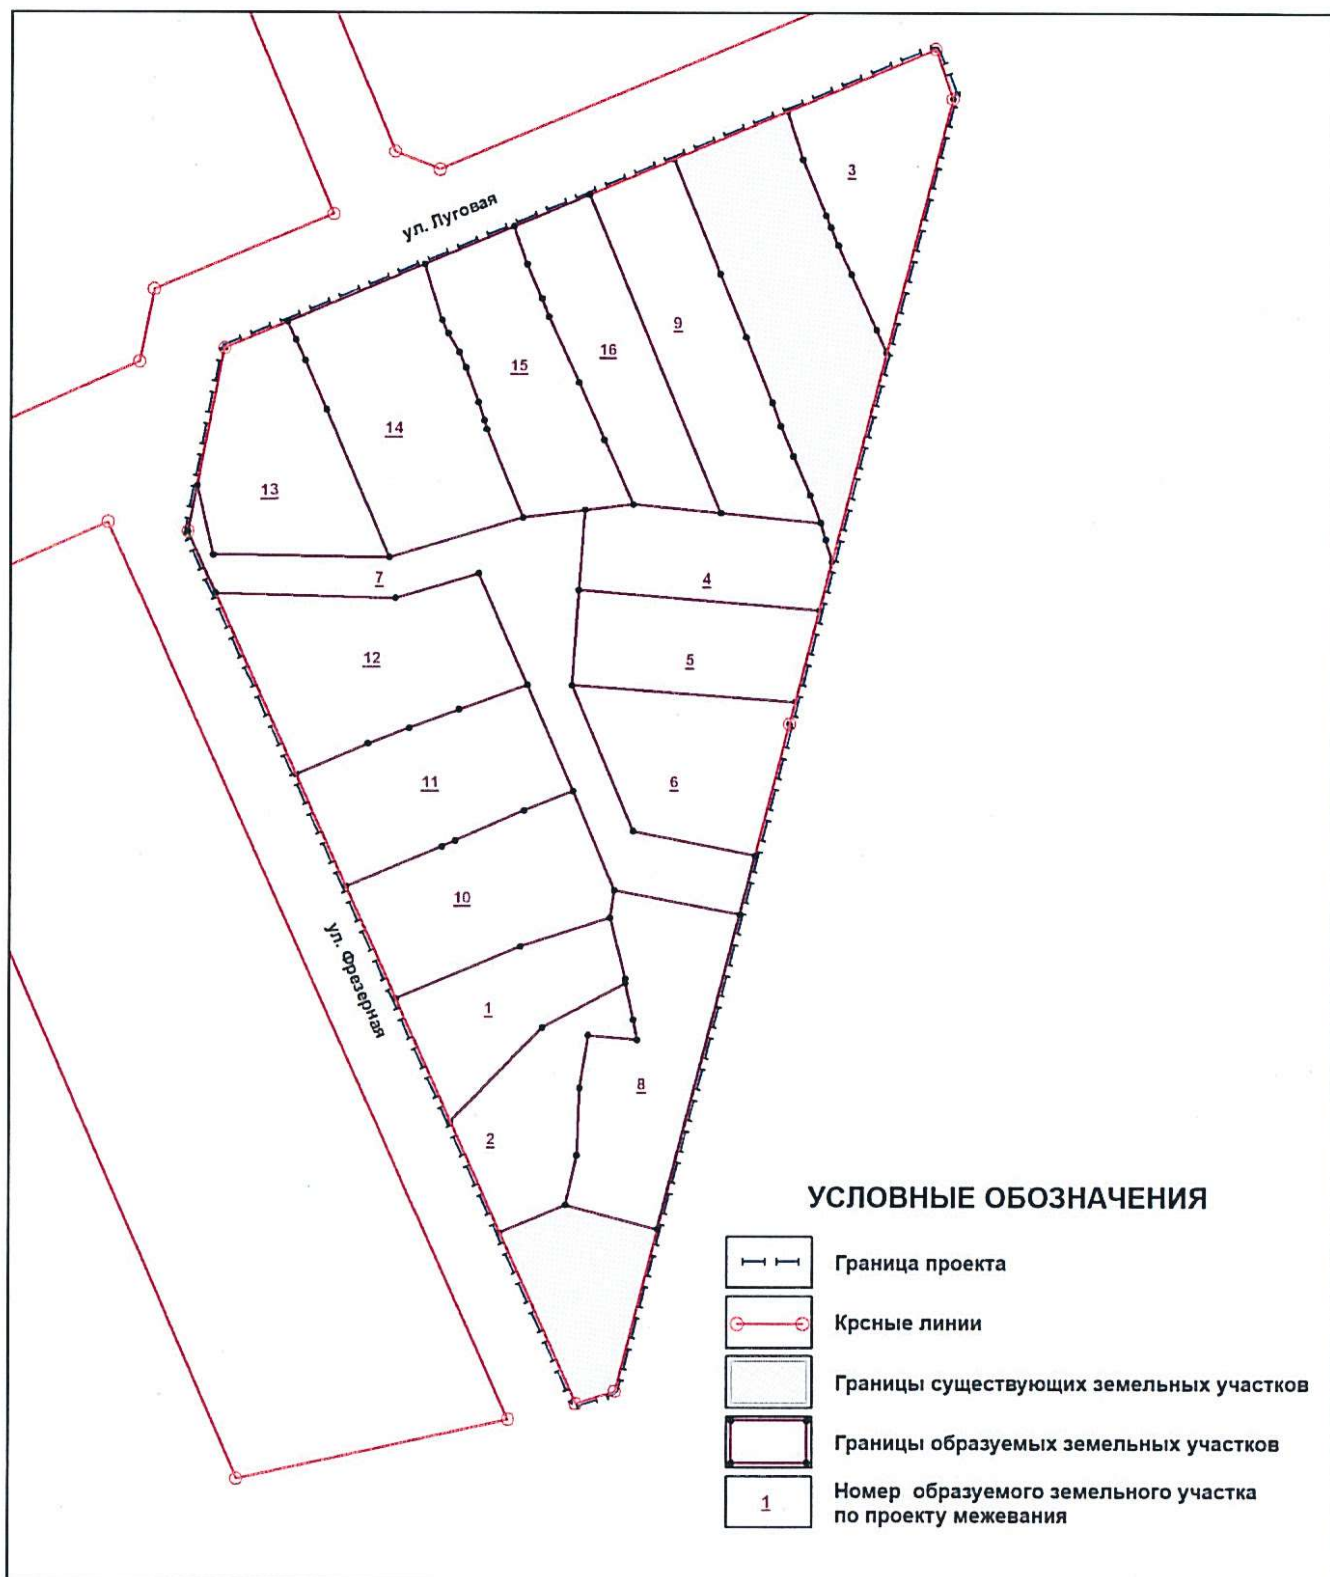 ул. Луговая
3
9
16
15
14
13
7
4
12
5
11
6
10
ул. Фрезерная
1
8
2
УСЛОВНЫЕ ОБОЗНАЧЕНИЯ
Граница проекта
Крсные линии
Границы существующих земельных участков
Границы образуемых земельных участков
1
Номер образуемого земельного участка
по проекту межевания